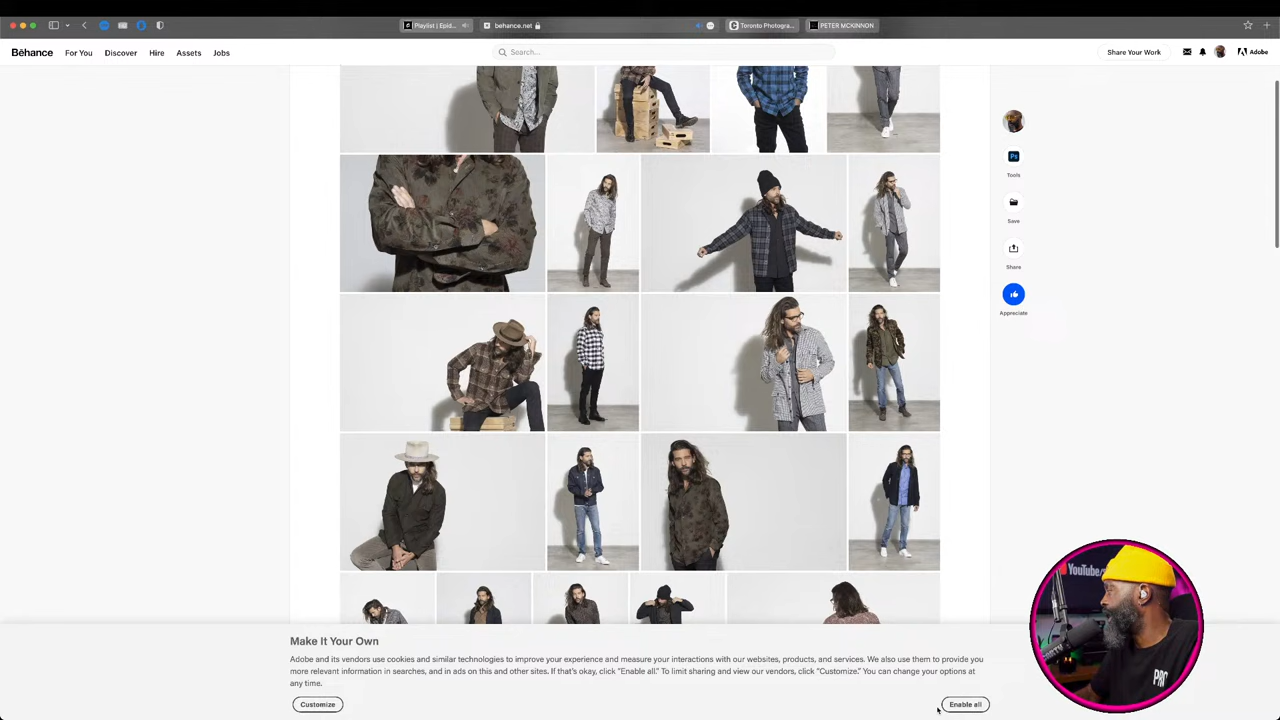 Playlist | Epid...
behance.net
Toronto Photogra...
PETER MCKINNON
Bēhance
For You
Discover
Hire
Assets
Jobs
Search...
Share Your Work
Adobe
Ps
Tools
Save
Share
Appreciate
YouTube
Make It Your Own
Adobe and its vendors use cookies and similar technologies to improve your experience and measure your interactions with our websites, products, and services. We also use them to provide you
more relevant information in searches, and in ads on this and other sites. If that's okay, click "Enable all." To limit sharing and view our vendors, click "Customize." You can change your options at
any time.
Customize
Enable all